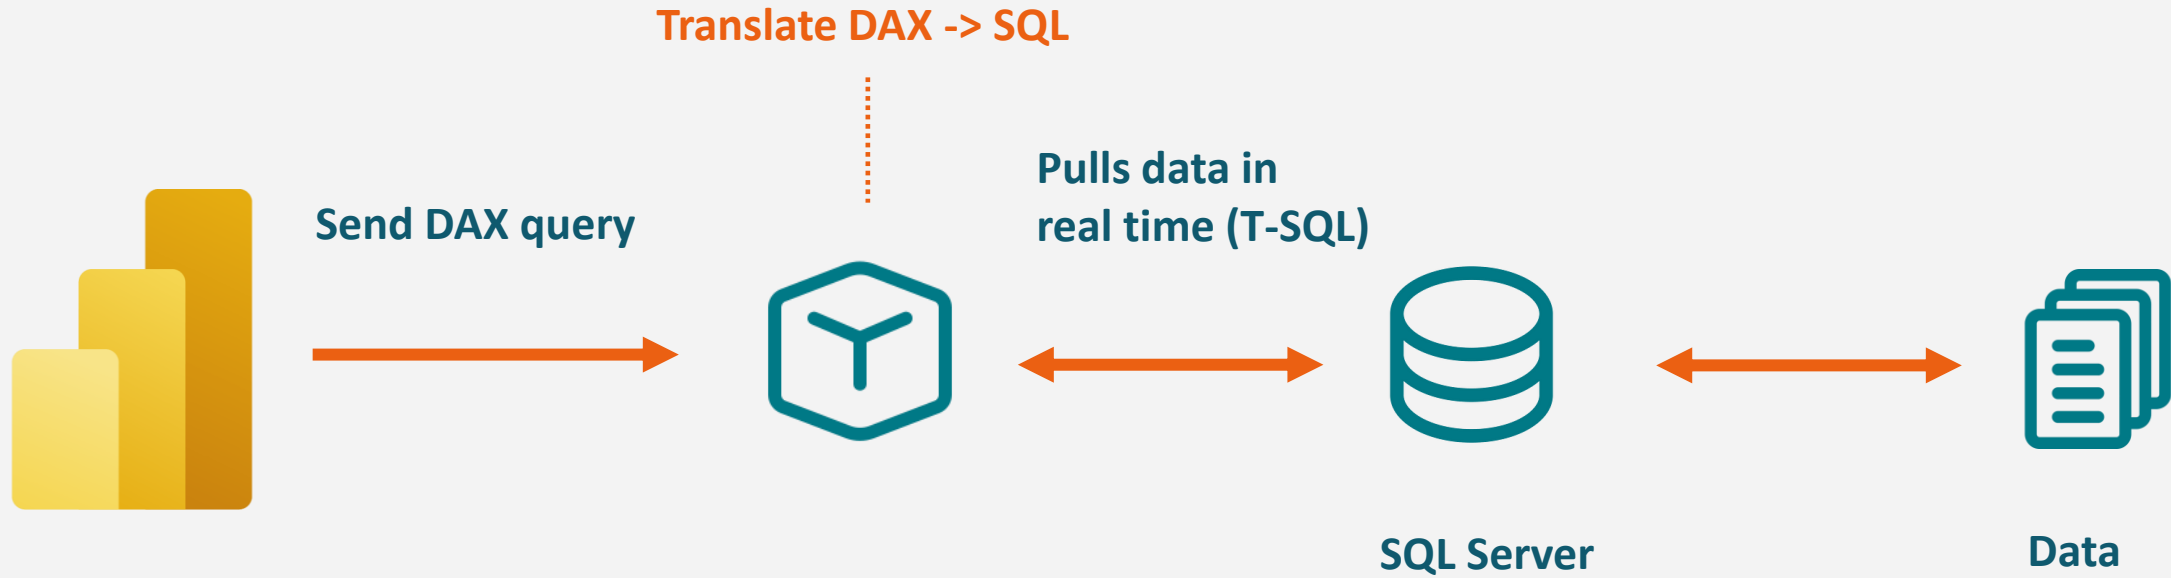 Translate DAX -> SQL
Send DAX query
Pulls data in
real time (T-SQL)
SQL Server
Data